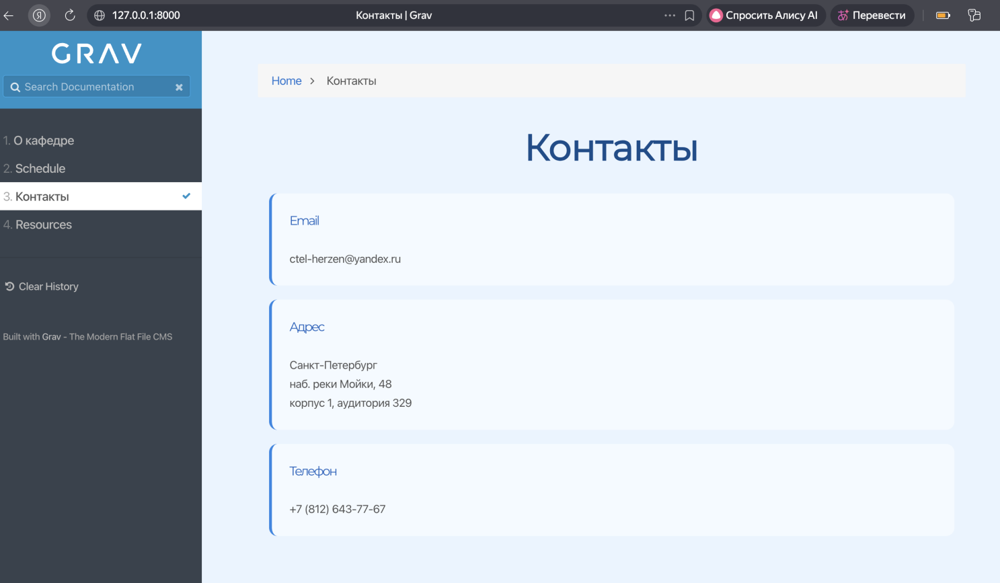 127.0.0.1:8000
Контакты | Grav
Спросить Алису AI
Перевести
GRAV
Search Documentation
1. О кафедре
2. Schedule
3. Контакты
4. Resources
Clear History
Built with Grav - The Modern Flat File CMS
Home > Контакты
Контакты
Email
ctel-herzen@yandex.ru
Адрес
Санкт-Петербург
наб. реки Мойки, 48
корпус 1, аудитория 329
Телефон
+7 (812) 643-77-67